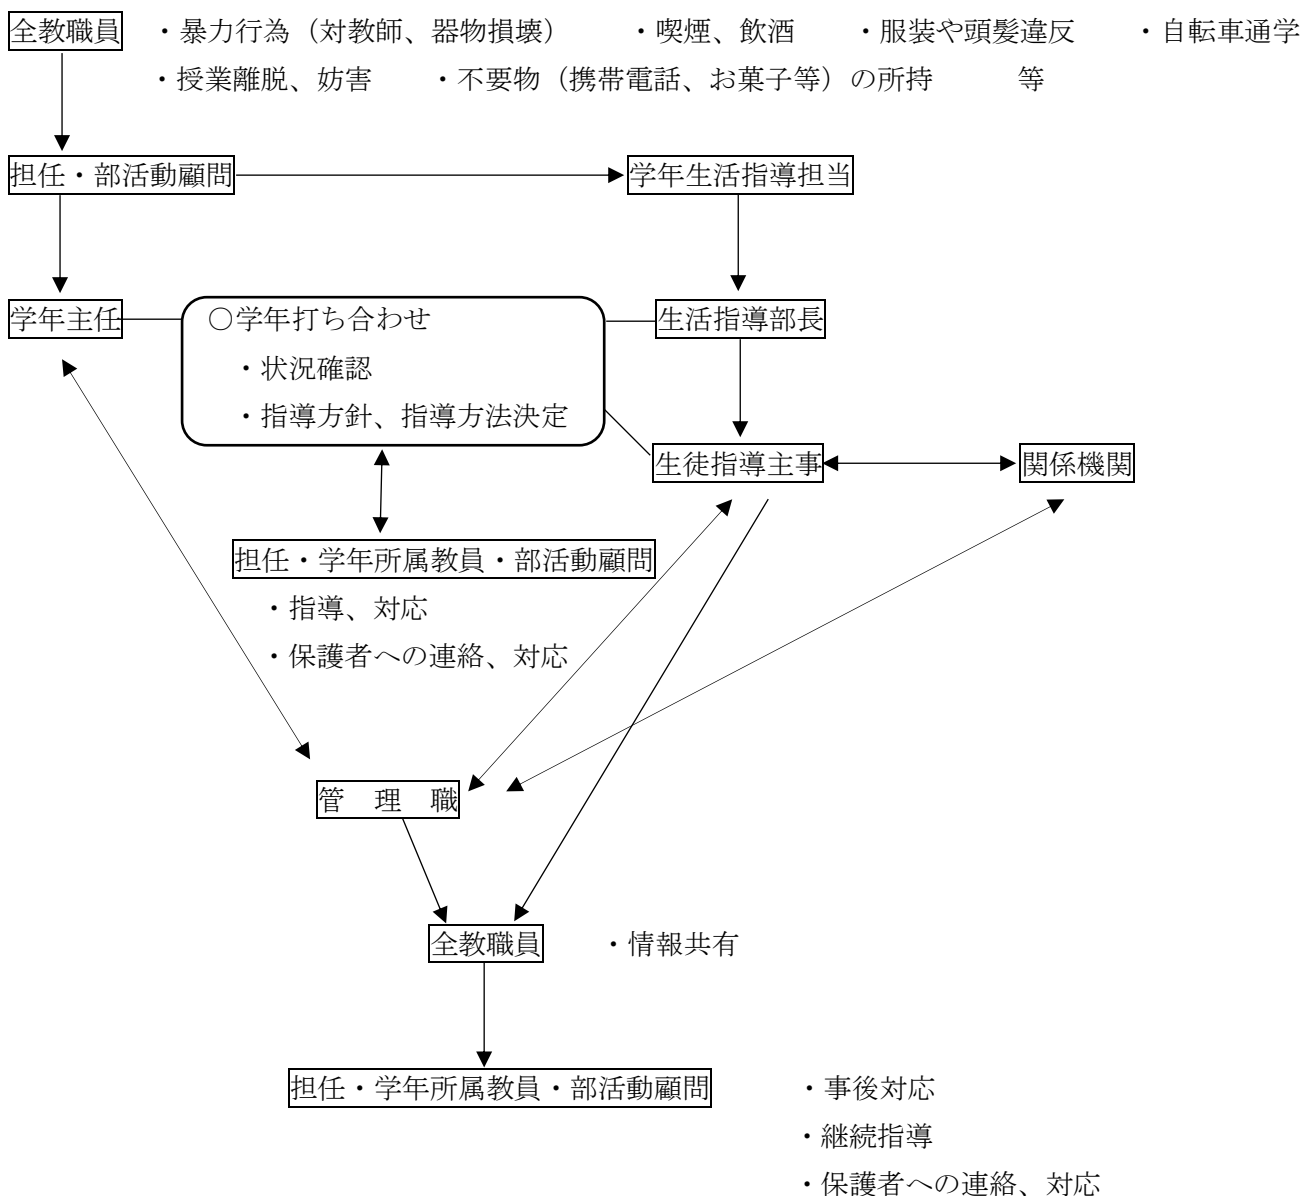 全教職員　・暴力行為（対教師、器物損壊）　・喫煙、飲酒　・服装や頭髪違反　・自転車通学
・授業離脱、妨害　・不要物（携帯電話、お菓子等）の所持　等
担任・部活動顧問　学年生活指導担当
学年主任　○学年打ち合わせ　生活指導部長
・状況確認
・指導方針、指導方法決定
生徒指導主事　関係機関
担任・学年所属教員・部活動顧問
・指導、対応
・保護者への連絡、対応
管　理　職
全教職員　・情報共有
担任・学年所属教員・部活動顧問　・事後対応
・継続指導
・保護者への連絡、対応